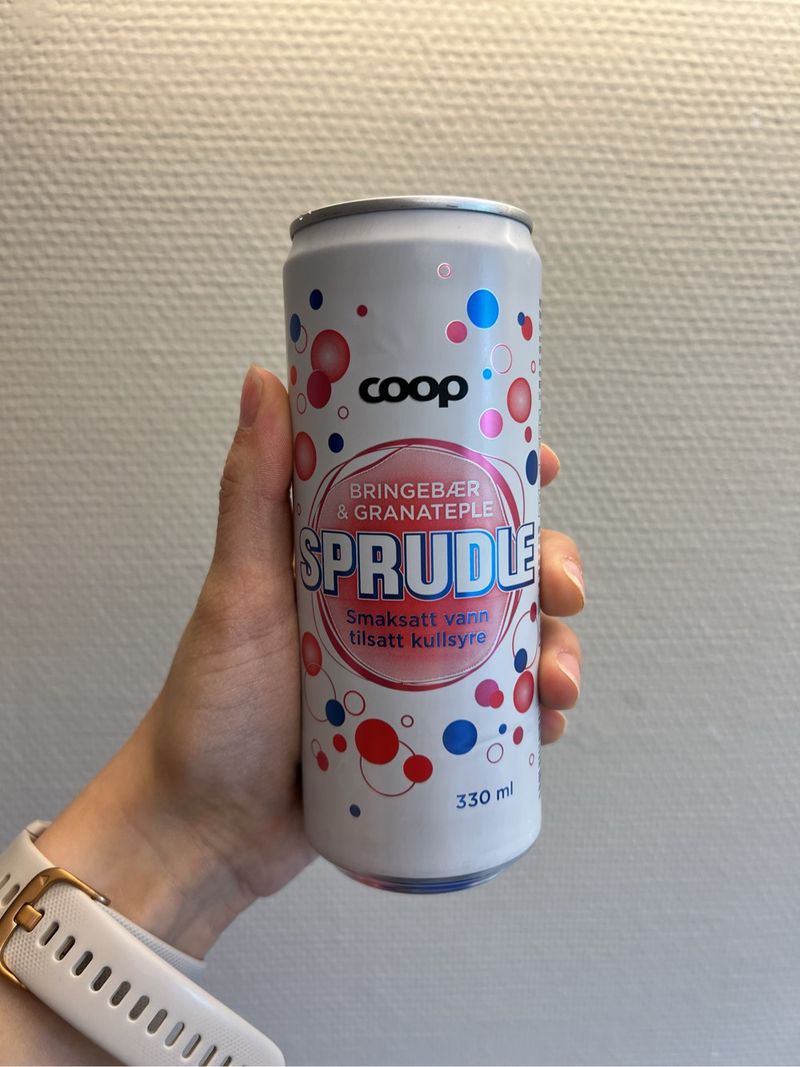 coop
BRINGEBÆR
& GRANATEPLE
SPRUDLE
Smaksatt vann
tilsatt kullsyre
330 ml